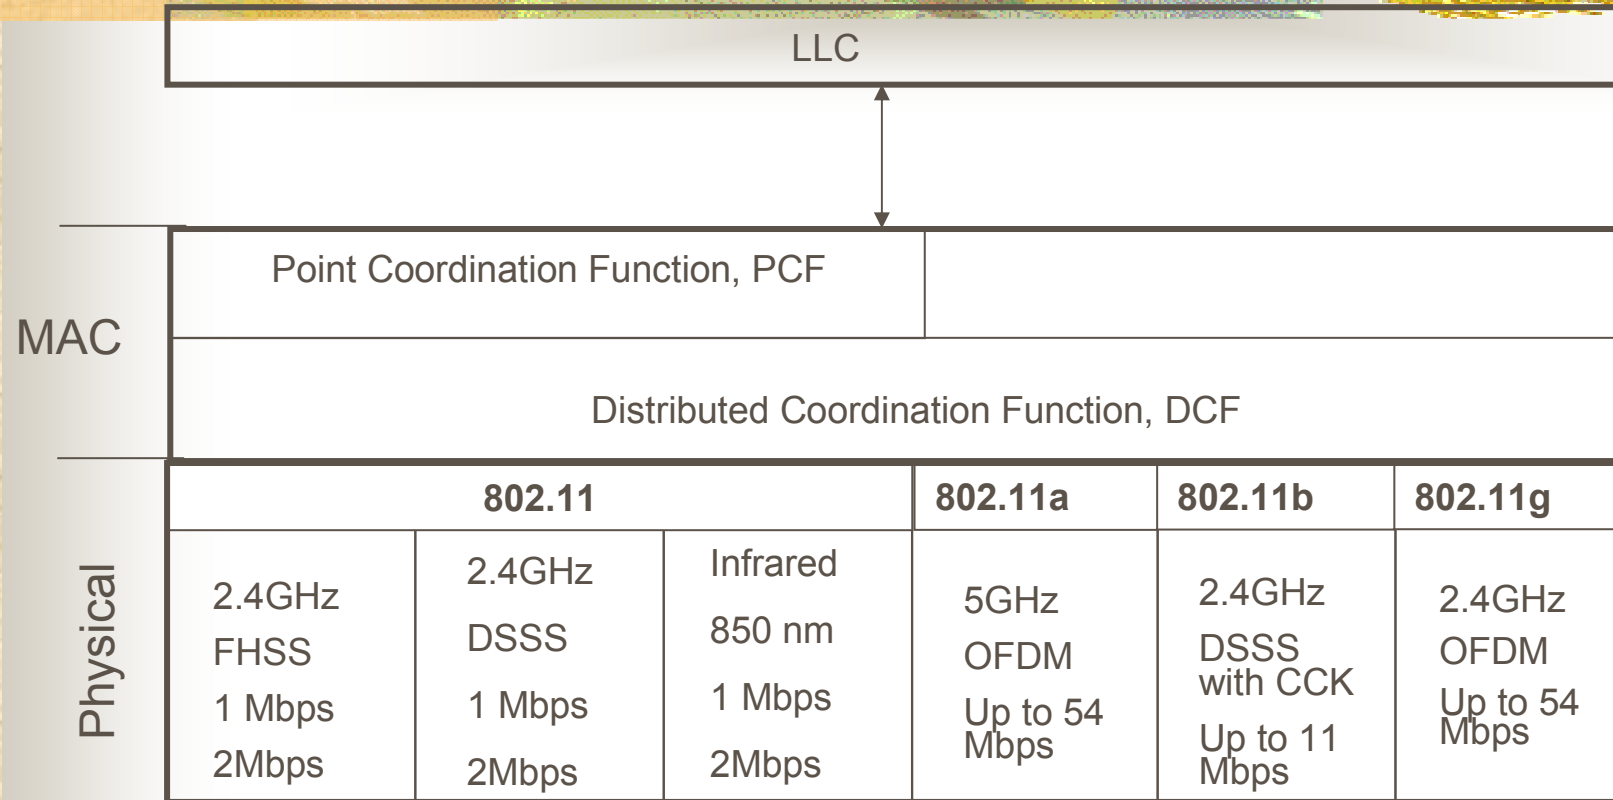 LLC
Point Coordination Function, PCF
MAC
Distributed Coordination Function, DCF
Physical
802.11
802.11a
802.11b
802.11g
2.4GHz
FHSS
1 Mbps
2Mbps
2.4GHz
DSSS
1 Mbps
2Mbps
Infrared
850 nm
1 Mbps
2Mbps
5GHz
OFDM
Up to 54
Mbps
2.4GHz
DSSS
with CCK
Up to 11
Mbps
2.4GHz
OFDM
Up to 54
Mbps